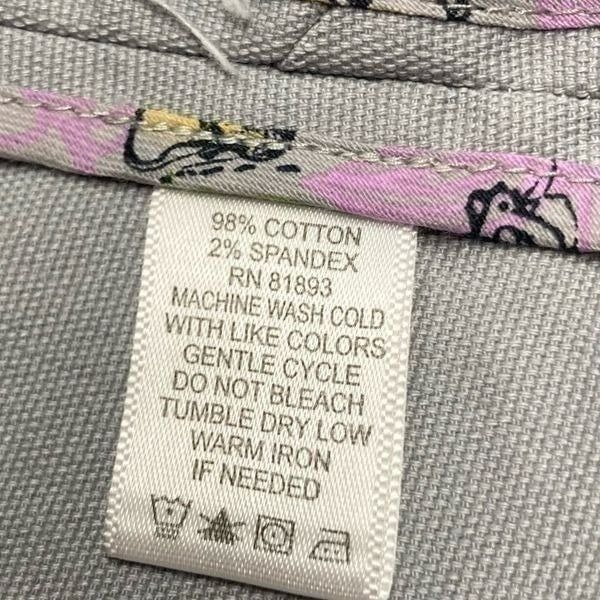 98% COTTON
2% SPANDEX
RN 81893
MACHINE WASH COLD
WITH LIKE COLORS
GENTLE CYCLE
DO NOT BLEACH
TUMBLE DRY LOW
WARM IRON
IF NEEDED